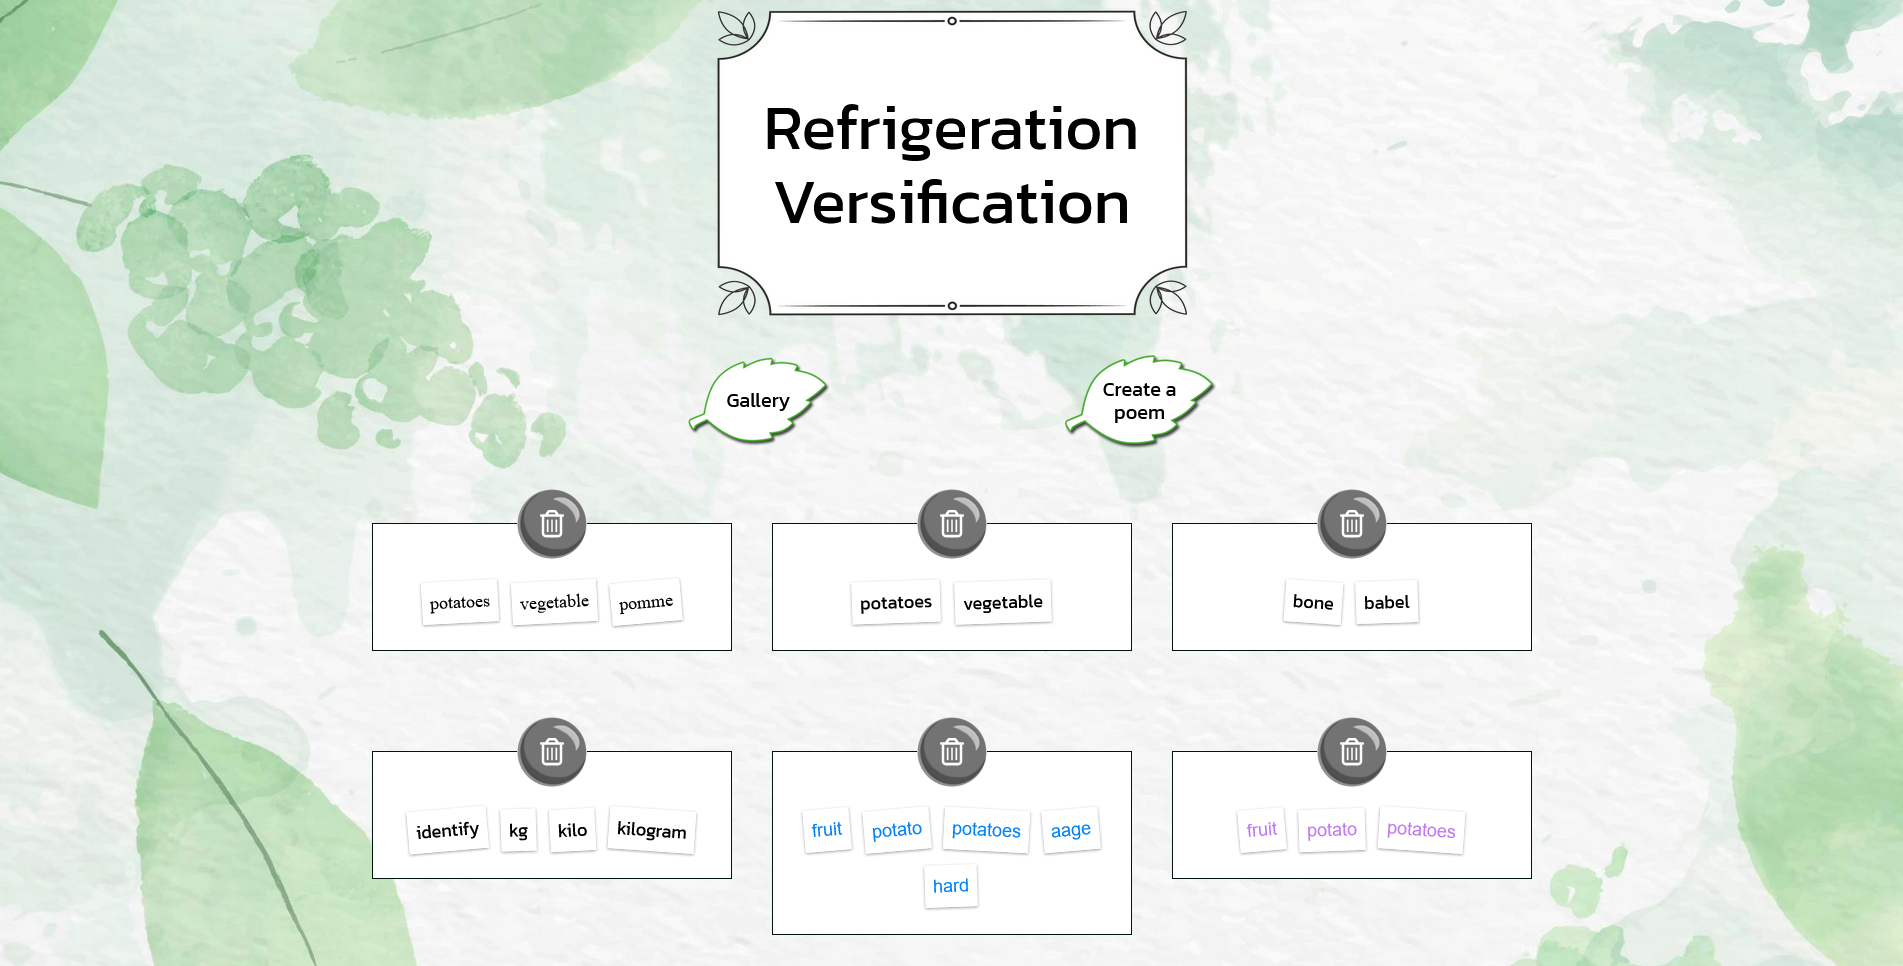 Refrigeration
Versification
Gallery
Create a
poem
potatoes vegetable pomme
potatoes vegetable
bone babel
identify kg kilo kilogram
fruit potato potatoes aage
hard
fruit potato potatoes